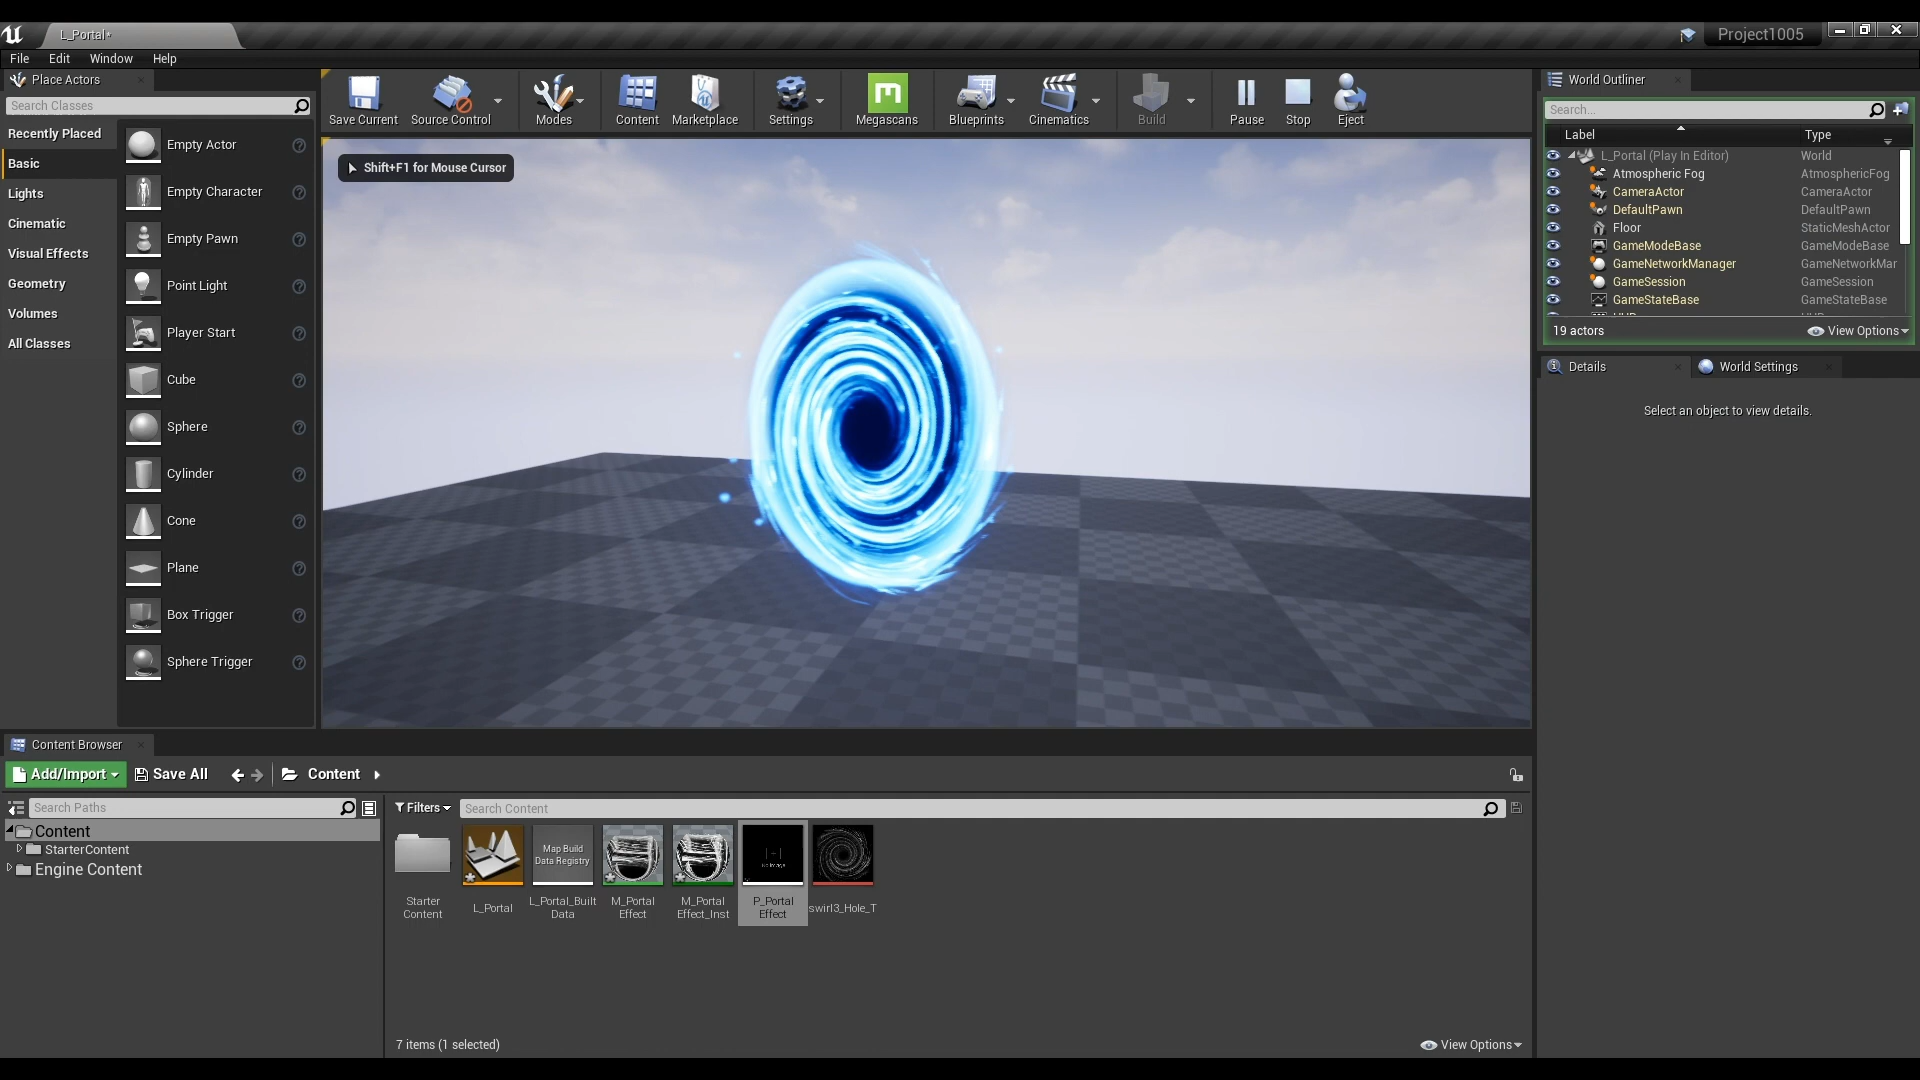 L_Portal*
Project1005
File Edit Window Help
Place Actors
Search Classes
Recently Placed
Basic
Lights
Cinematic
Visual Effects
Geometry
Volumes
All Classes
Empty Actor
Empty Character
Empty Pawn
Point Light
Player Start
Cube
Sphere
Cylinder
Cone
Plane
Box Trigger
Sphere Trigger
Save Current
Source Control
Modes
Content
Marketplace
Settings
Megascans
Blueprints
Cinematics
Build
Pause
Stop
Eject
Shift+F1 for Mouse Cursor
World Outliner
Search...
Label Type
L_Portal (Play In Editor) World
Atmospheric Fog AtmosphericFog
CameraActor CameraActor
DefaultPawn DefaultPawn
Floor StaticMeshActor
GameModeBase GameModeBase
GameNetworkManager GameNetworkMar
GameSession GameSession
GameStateBase GameStateBase
19 actors View Options
Details
World Settings
Select an object to view details.
Content Browser
Add/Import Save All Content
Search Paths
Content
StarterContent
Engine Content
Filters Search Content
Starter
Content
L_Portal
Map Build
Data Registry
L_Portal_Built
Data
M_Portal
Effect
M_Portal
Effect_Inst
No Image
P_Portal
Effect
swirl3_Hole_T
7 items (1 selected)
View Options